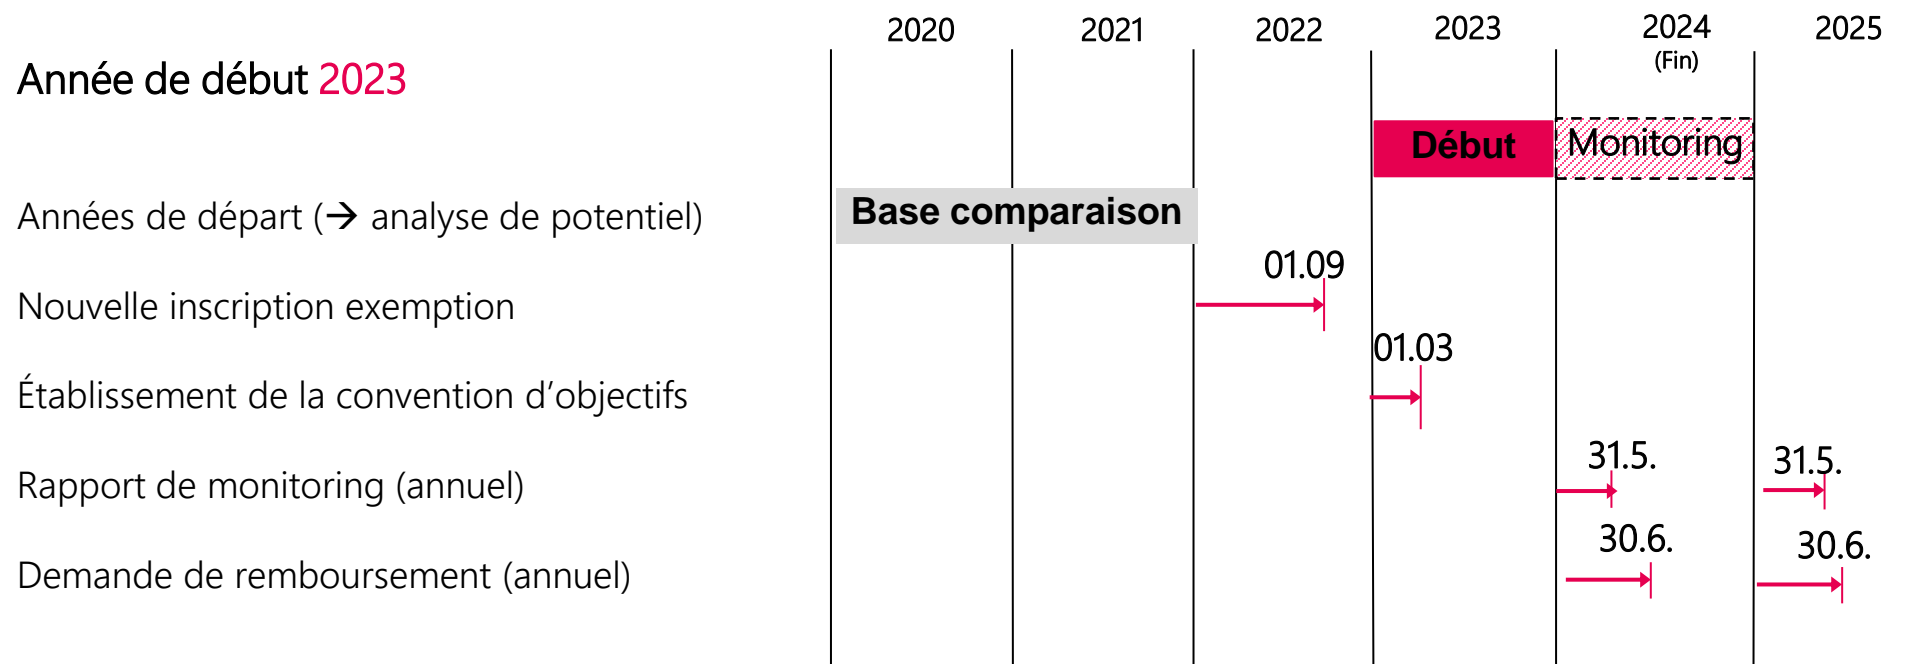 2020 2021 2022 2023 2024 2025
(Fin)
Année de début 2023
Début Monitoring
Années de départ (→ analyse de potentiel) Base comparaison
01.09
Nouvelle inscription exemption
01.03
Établissement de la convention d’objectifs
31.5. 31.5.
Rapport de monitoring (annuel)
30.6. 30.6.
Demande de remboursement (annuel)